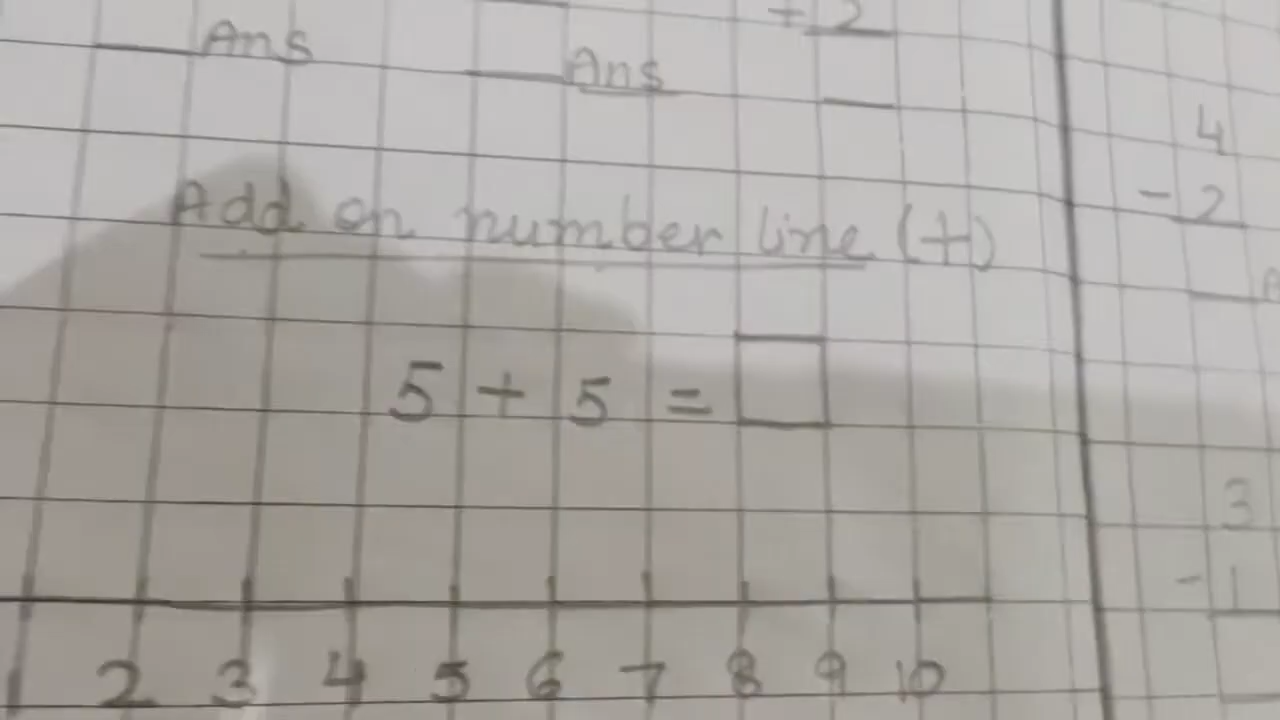 + 2
Ans
Ans
Add on number line (+)
5 + 5 =
1 2 3 4 5 6 7 8 9 10
4
- 2
3
- 1